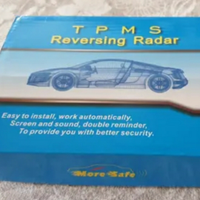 T P M S
Reversing Radar
Easy to install, work automatically,
Screen and sound, double reminder,
To provide you with better security.
More Safe